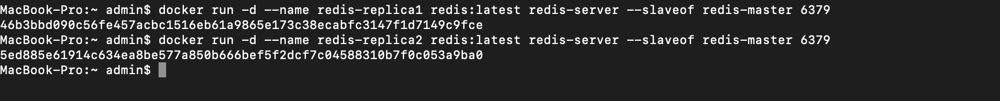 MacBook-Pro:~ admin$ docker run -d --name redis-replica1 redis:latest redis-server --slaveof redis-master 6379
46b3bbd090c56fe457acbc1516eb61a9865e173c38ecabfc3147f1d7149c9fce
MacBook-Pro:~ admin$ docker run -d --name redis-replica2 redis:latest redis-server --slaveof redis-master 6379
5ed885e61914c634ea8be577a850b666bef5f2dcf7c04588310b7f0c053a9ba0
MacBook-Pro:~ admin$